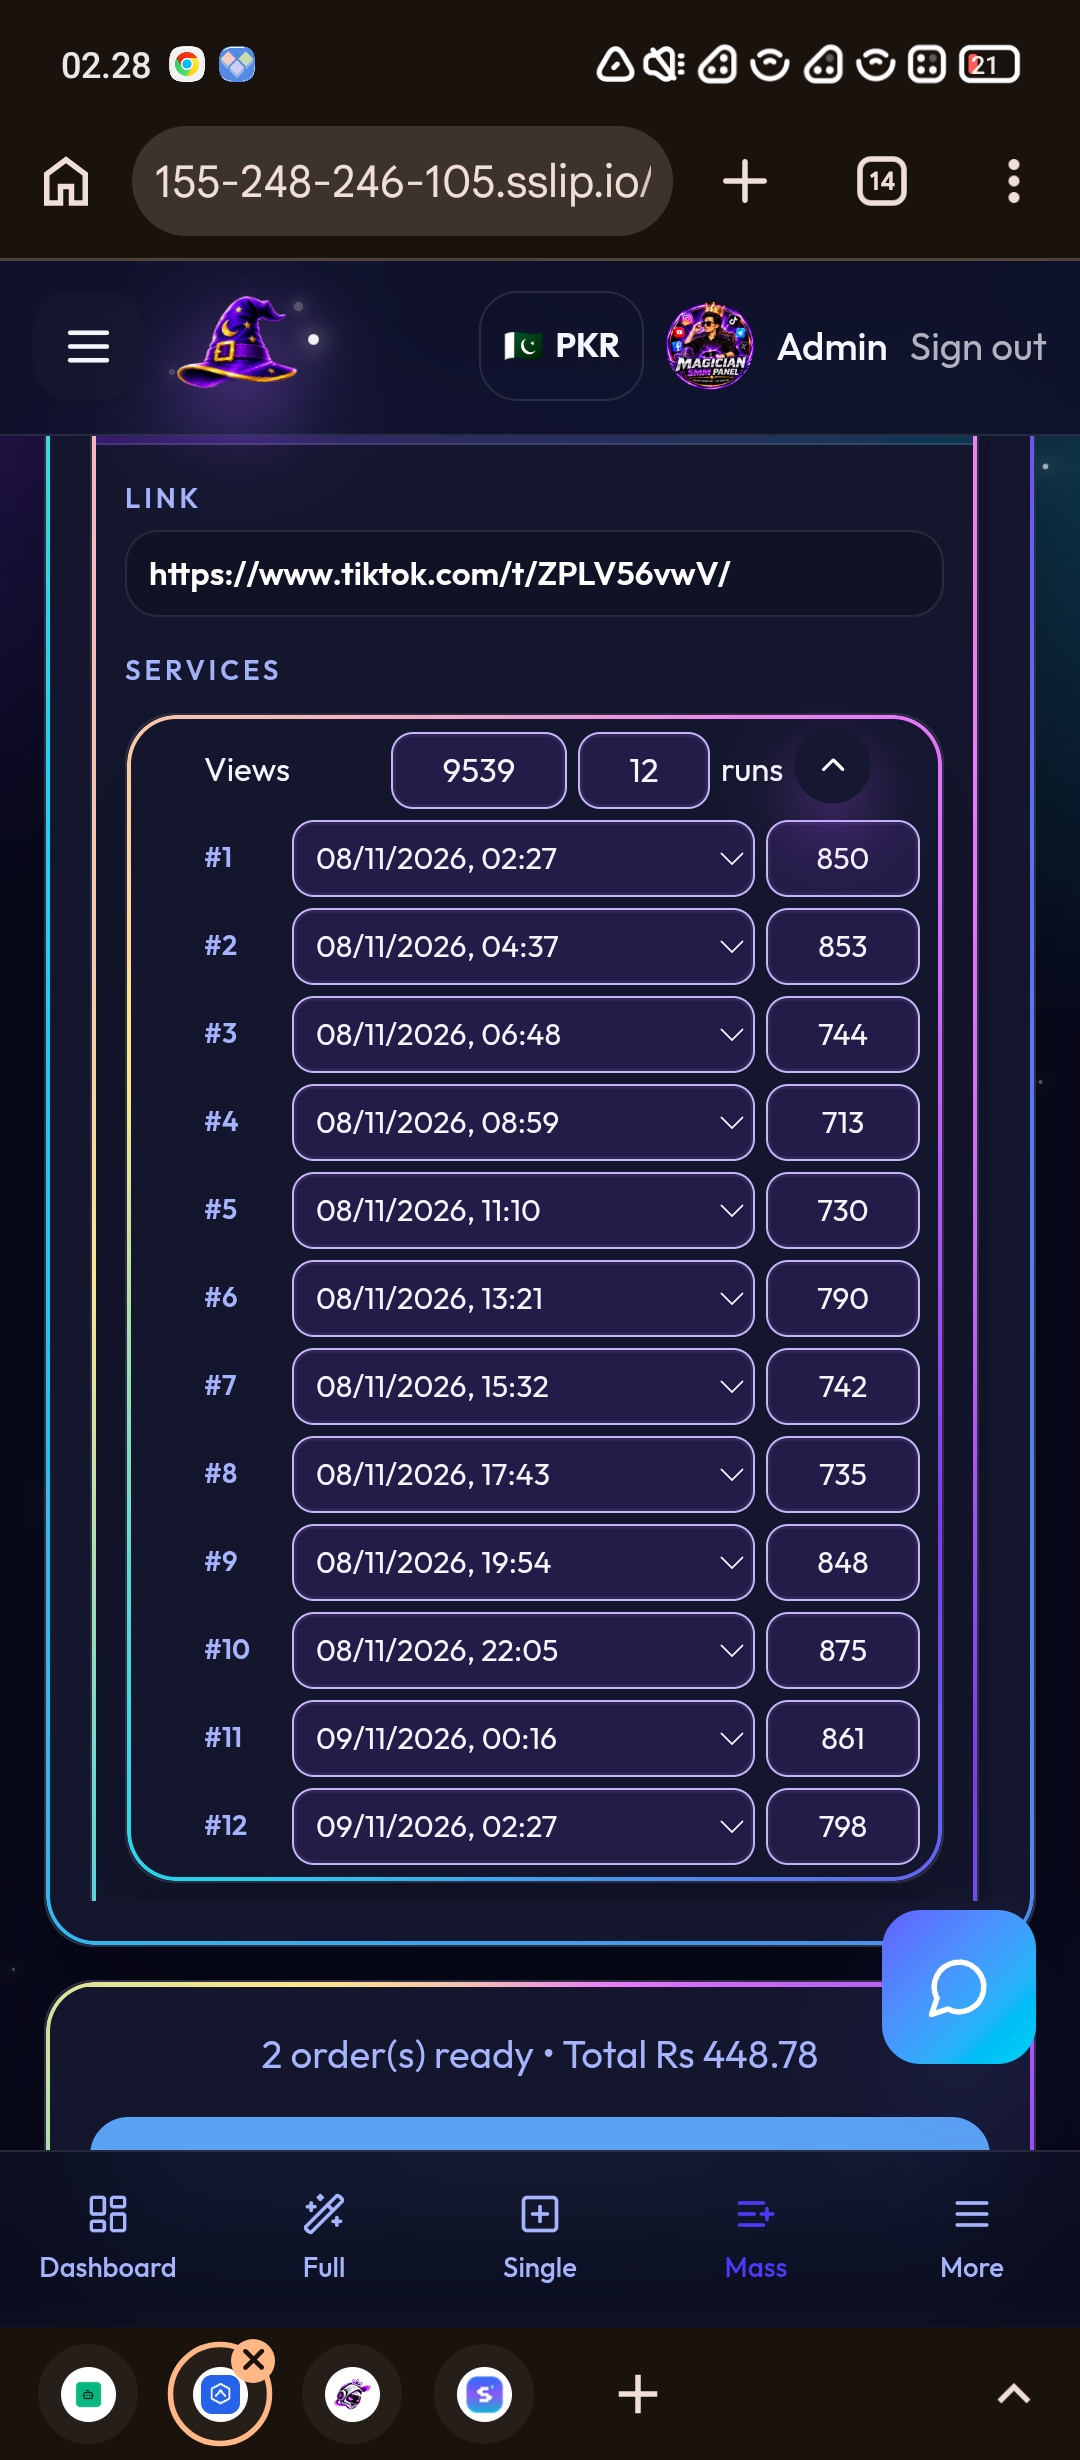 02.28
21
155-248-246-105.sslip.io/
14
PKR
MAGICIAN
SMM PANEL
Admin
Sign out
LINK
https://www.tiktok.com/t/ZPLV56vwV/
SERVICES
Views 9539 12 runs
#1 08/11/2026, 02:27 850
#2 08/11/2026, 04:37 853
#3 08/11/2026, 06:48 744
#4 08/11/2026, 08:59 713
#5 08/11/2026, 11:10 730
#6 08/11/2026, 13:21 790
#7 08/11/2026, 15:32 742
#8 08/11/2026, 17:43 735
#9 08/11/2026, 19:54 848
#10 08/11/2026, 22:05 875
#11 09/11/2026, 00:16 861
#12 09/11/2026, 02:27 798
2 order(s) ready • Total Rs 448.78
Dashboard
Full
Single
Mass
More